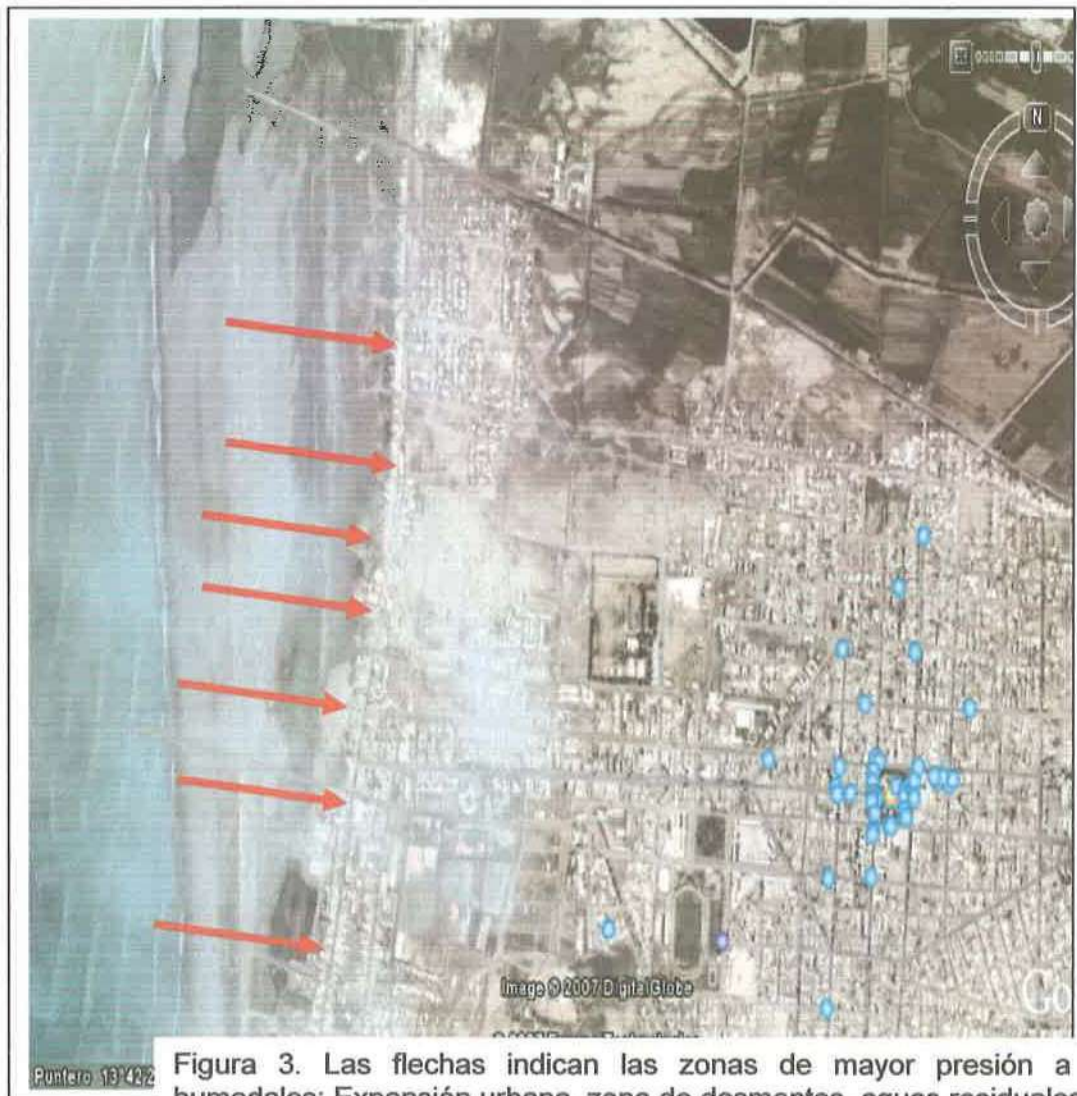 N
Image © 2007 DigitalGlobe
Go
Puntero 13°42'2
Figura 3. Las flechas indican las zonas de mayor presión a
humedales: Expansión urbana, zona de desmontes, aguas residuales